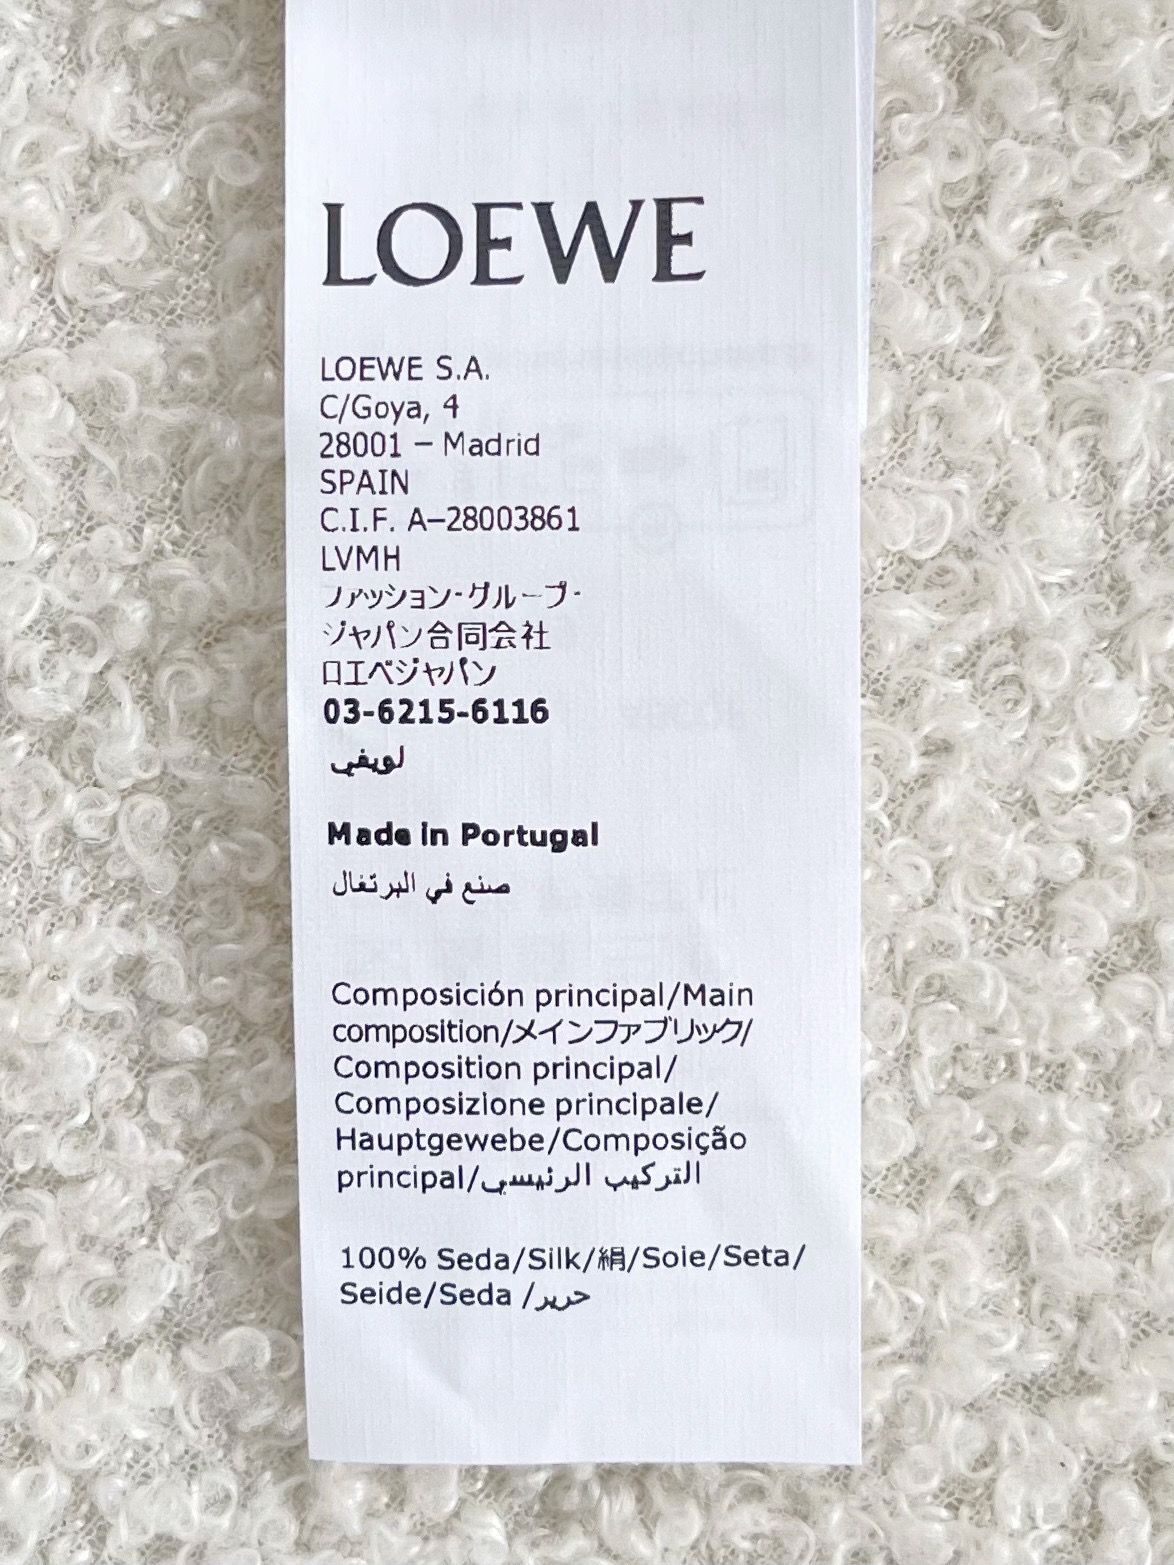 LOEWE
LOEWE S.A.
C/Goya, 4
28001 – Madrid
SPAIN
C.I.F. A–28003861
LVMH
ファッション・グループ・
ジャパン合同会社
ロエベジャパン
03-6215-6116
لويفي
Made in Portugal
صنع في البرتغال
Composición principal/Main
composition/メインファブリック/
Composition principal/
Composizione principale/
Hauptgewebe/Composição
principal/التركيب الرئيسي
100% Seda/Silk/絹/Soie/Seta/
Seide/Seda /حرير